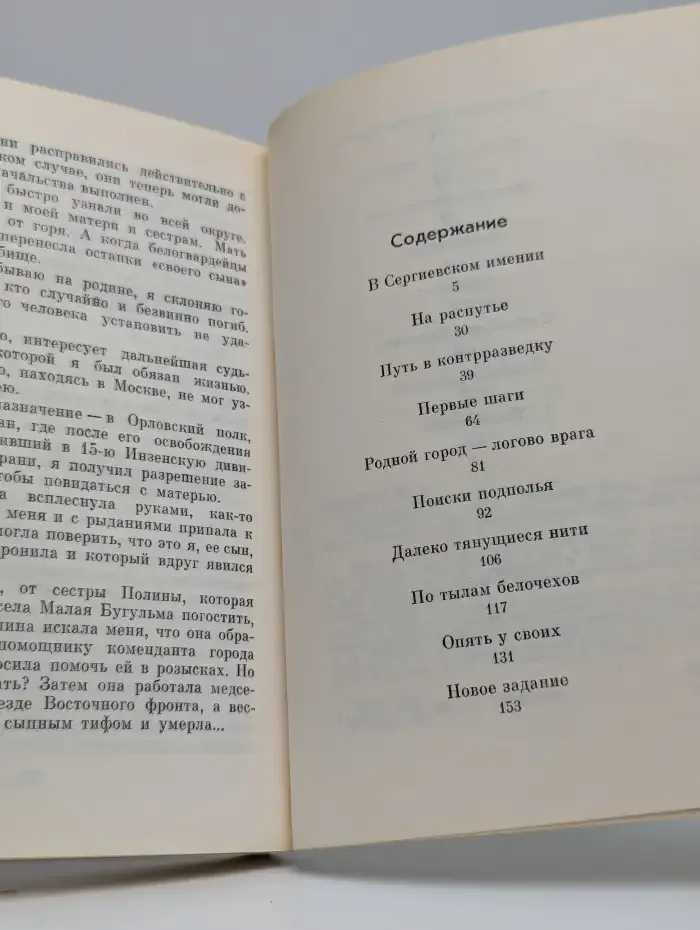 ни расправились действительно с
ком случае, они теперь могли до-
ачальства выполнен.
быстро узнали во всей округе.
и моей матери и сестрам. Мать
от горя. А когда белогвардейцы
перенесла останки «своего сына»
бище.
бываю на родине, я склоняю го-
кто случайно и безвинно погиб.
го человека установить не уда-
о, интересует дальнейшая судь-
которой я был обязан жизнью.
о, находясь в Москве, не мог уз-
ею.
азначение — в Орловский полк,
ан, где после его освобождения
ивший в 15-ю Инзенскую диви-
рани, я получил разрешение за-
тобы повидаться с матерью.
а всплеснула руками, как-то
меня и с рыданиями припала к
могла поверить, что это я, ее сын,
ронила и который вдруг явился
, от сестры Полины, которая
села Малая Бугульма погостить,
лина искала меня, что она обра-
помощнику коменданта города
осила помочь ей в розысках. Но
ать? Затем она работала медсе-
езде Восточного фронта, а вес-
сыпным тифом и умерла...
Содержание
В Сергиевском имении
5
На распутье
30
Путь в контрразведку
39
Первые шаги
64
Родной город — логово врага
81
Поиски подполья
92
Далеко тянущиеся нити
106
По тылам белочехов
117
Опять у своих
131
Новое задание
153